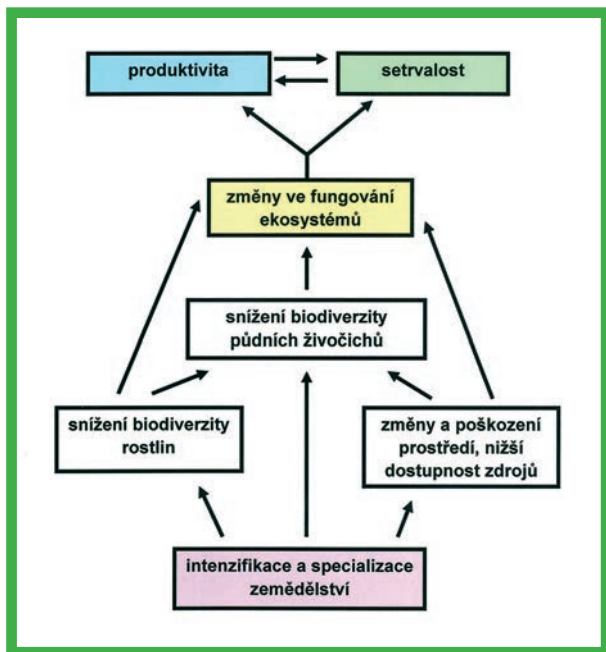 produktivita
setrvalost
změny ve fungování
ekosystémů
snížení biodiverzity
půdních živočichů
snížení biodiverzity
rostlin
změny a poškození
prostředí, nižší
dostupnost zdrojů
intenzifikace a specializace
zemědělství